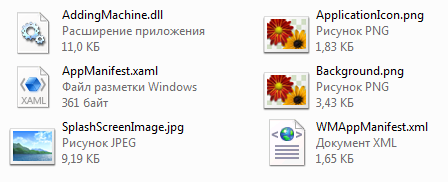 AddingMachine.dll
Расширение приложения
11,0 КБ
ApplicationIcon.png
Рисунок PNG
1,83 КБ
XAML
AppManifest.xaml
Файл разметки Windows
361 байт
Background.png
Рисунок PNG
3,43 КБ
SplashScreenImage.jpg
Рисунок JPEG
9,19 КБ
WMAppManifest.xml
Документ XML
1,65 КБ